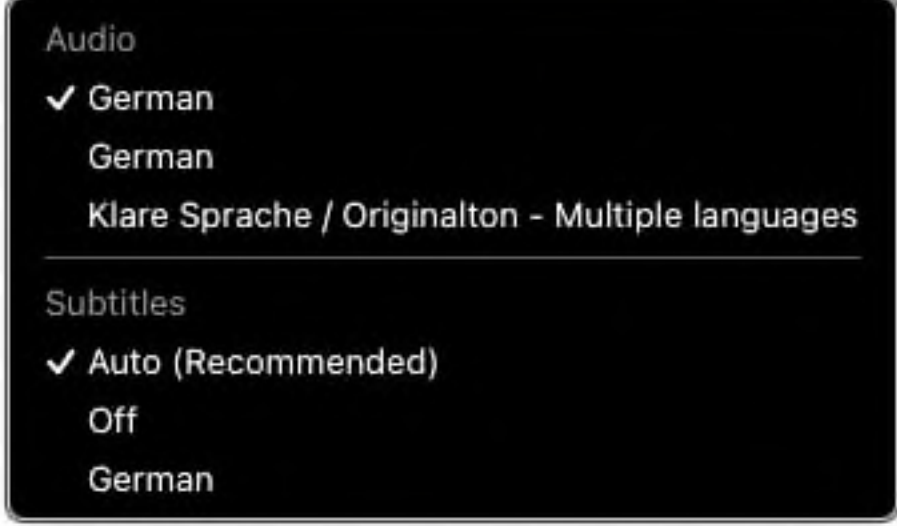 Audio
✓ German
German
Klare Sprache / Originalton - Multiple languages
Subtitles
✓ Auto (Recommended)
Off
German